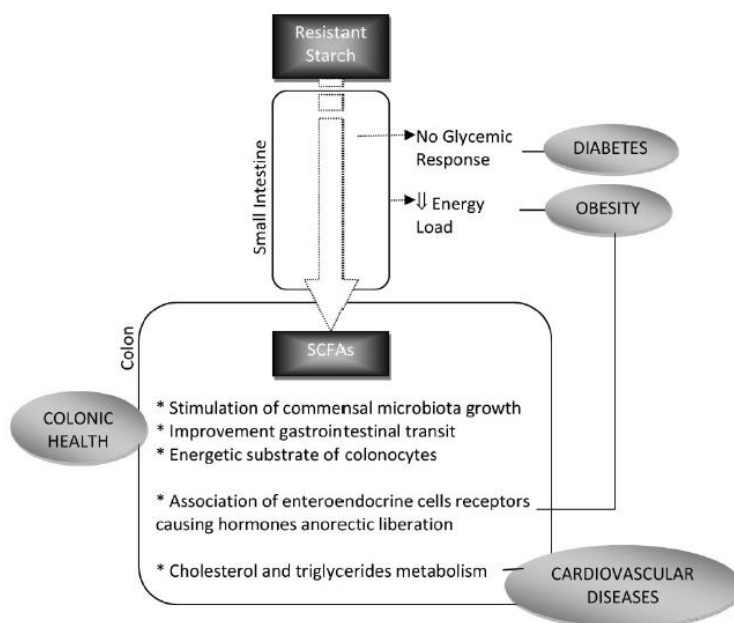 Resistant
Starch
Small Intestine
No Glycemic
Response
DIABETES
⇓ Energy
Load
OBESITY
Colon
SCFAs
COLONIC
HEALTH
* Stimulation of commensal microbiota growth
* Improvement gastrointestinal transit
* Energetic substrate of colonocytes
* Association of enteroendocrine cells receptors
causing hormones anorectic liberation
* Cholesterol and triglycerides metabolism
CARDIOVASCULAR
DISEASES